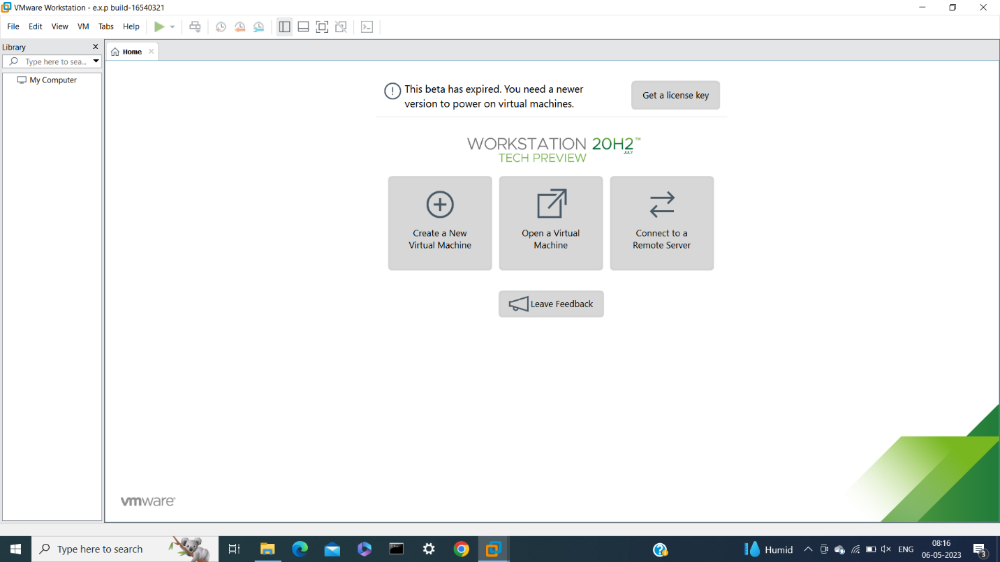 VMware Workstation - e.x.p build-16540321
File Edit View VM Tabs Help
Library
Type here to sea...
My Computer
Home
This beta has expired. You need a newer
version to power on virtual machines.
Get a license key
WORKSTATION 20H2™
JULY
TECH PREVIEW
Create a New
Virtual Machine
Open a Virtual
Machine
Connect to a
Remote Server
Leave Feedback
vmware®
Type here to search
Humid
ENG
08:16
06-05-2023
3